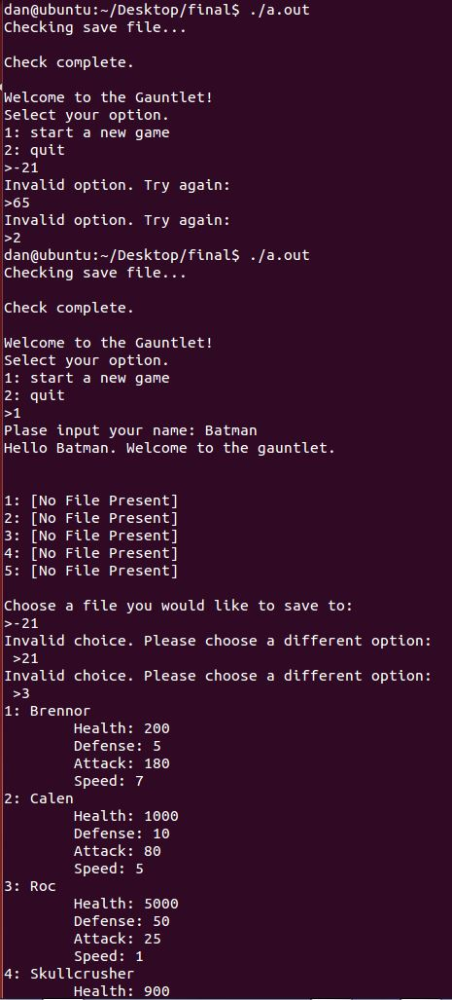 dan@ubuntu:~/Desktop/final$ ./a.out
Checking save file...
Check complete.
Welcome to the Gauntlet!
Select your option.
1: start a new game
2: quit
>-21
Invalid option. Try again:
>65
Invalid option. Try again:
>2
dan@ubuntu:~/Desktop/final$ ./a.out
Checking save file...
Check complete.
Welcome to the Gauntlet!
Select your option.
1: start a new game
2: quit
>1
Plase input your name: Batman
Hello Batman. Welcome to the gauntlet.
1: [No File Present]
2: [No File Present]
3: [No File Present]
4: [No File Present]
5: [No File Present]
Choose a file you would like to save to:
>-21
Invalid choice. Please choose a different option:
>21
Invalid choice. Please choose a different option:
>3
1: Brennor
Health: 200
Defense: 5
Attack: 180
Speed: 7
2: Calen
Health: 1000
Defense: 10
Attack: 80
Speed: 5
3: Roc
Health: 5000
Defense: 50
Attack: 25
Speed: 1
4: Skullcrusher
Health: 900